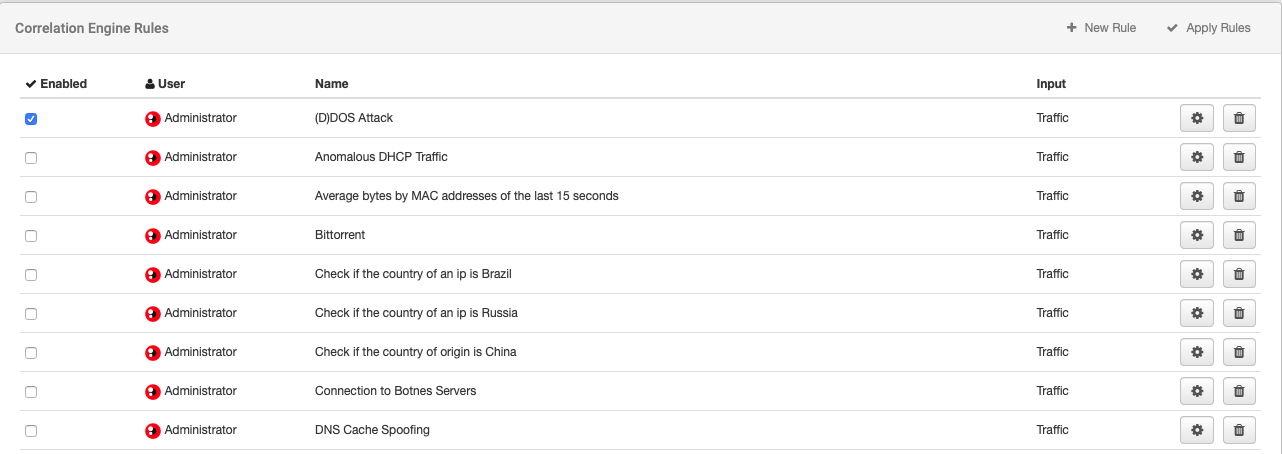 Correlation Engine Rules New Rule Apply Rules
Enabled User Name Input
Administrator (D)DOS Attack Traffic
Administrator Anomalous DHCP Traffic Traffic
Administrator Average bytes by MAC addresses of the last 15 seconds Traffic
Administrator Bittorrent Traffic
Administrator Check if the country of an ip is Brazil Traffic
Administrator Check if the country of an ip is Russia Traffic
Administrator Check if the country of origin is China Traffic
Administrator Connection to Botnes Servers Traffic
Administrator DNS Cache Spoofing Traffic